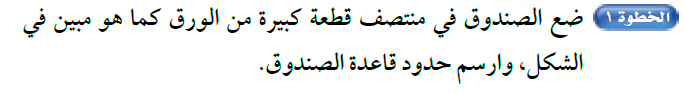 الخطوة ١ ضع الصندوق في منتصف قطعة كبيرة من الورق كما هو مبين في
الشكل، وارسم حدود قاعدة الصندوق.